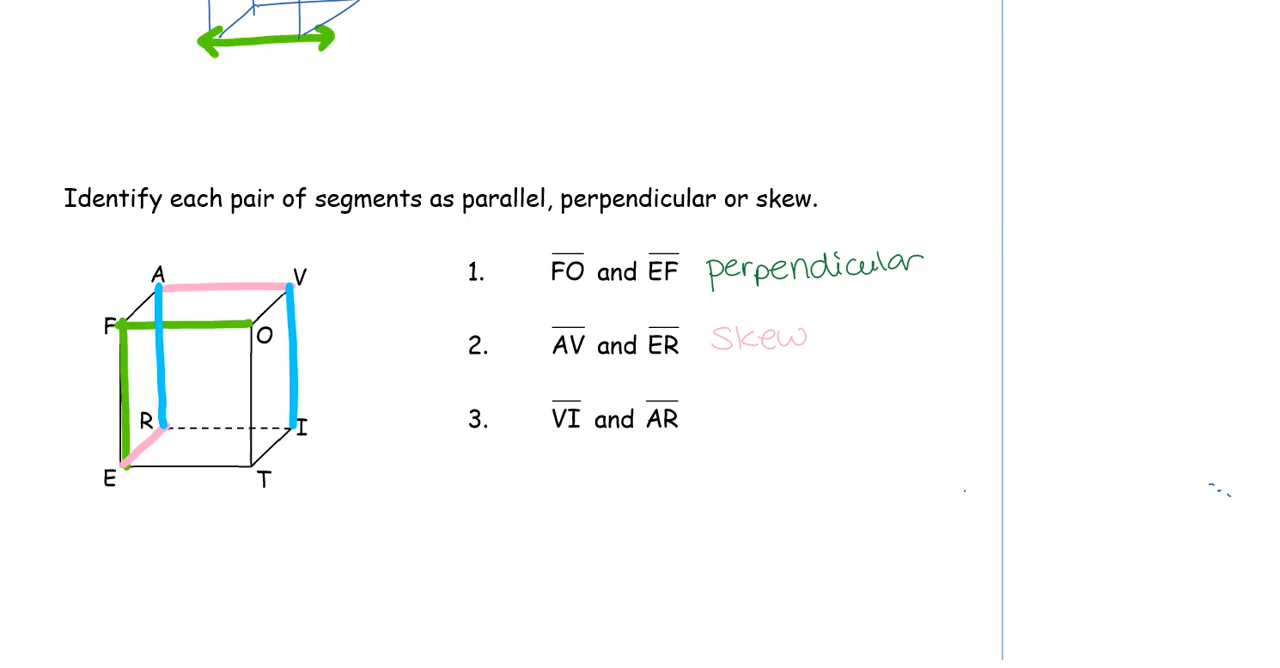 Identify each pair of segments as parallel, perpendicular or skew.
A V
F O
R I
E T
1. FO and EF perpendicular
2. AV and ER skew
3. VI and AR